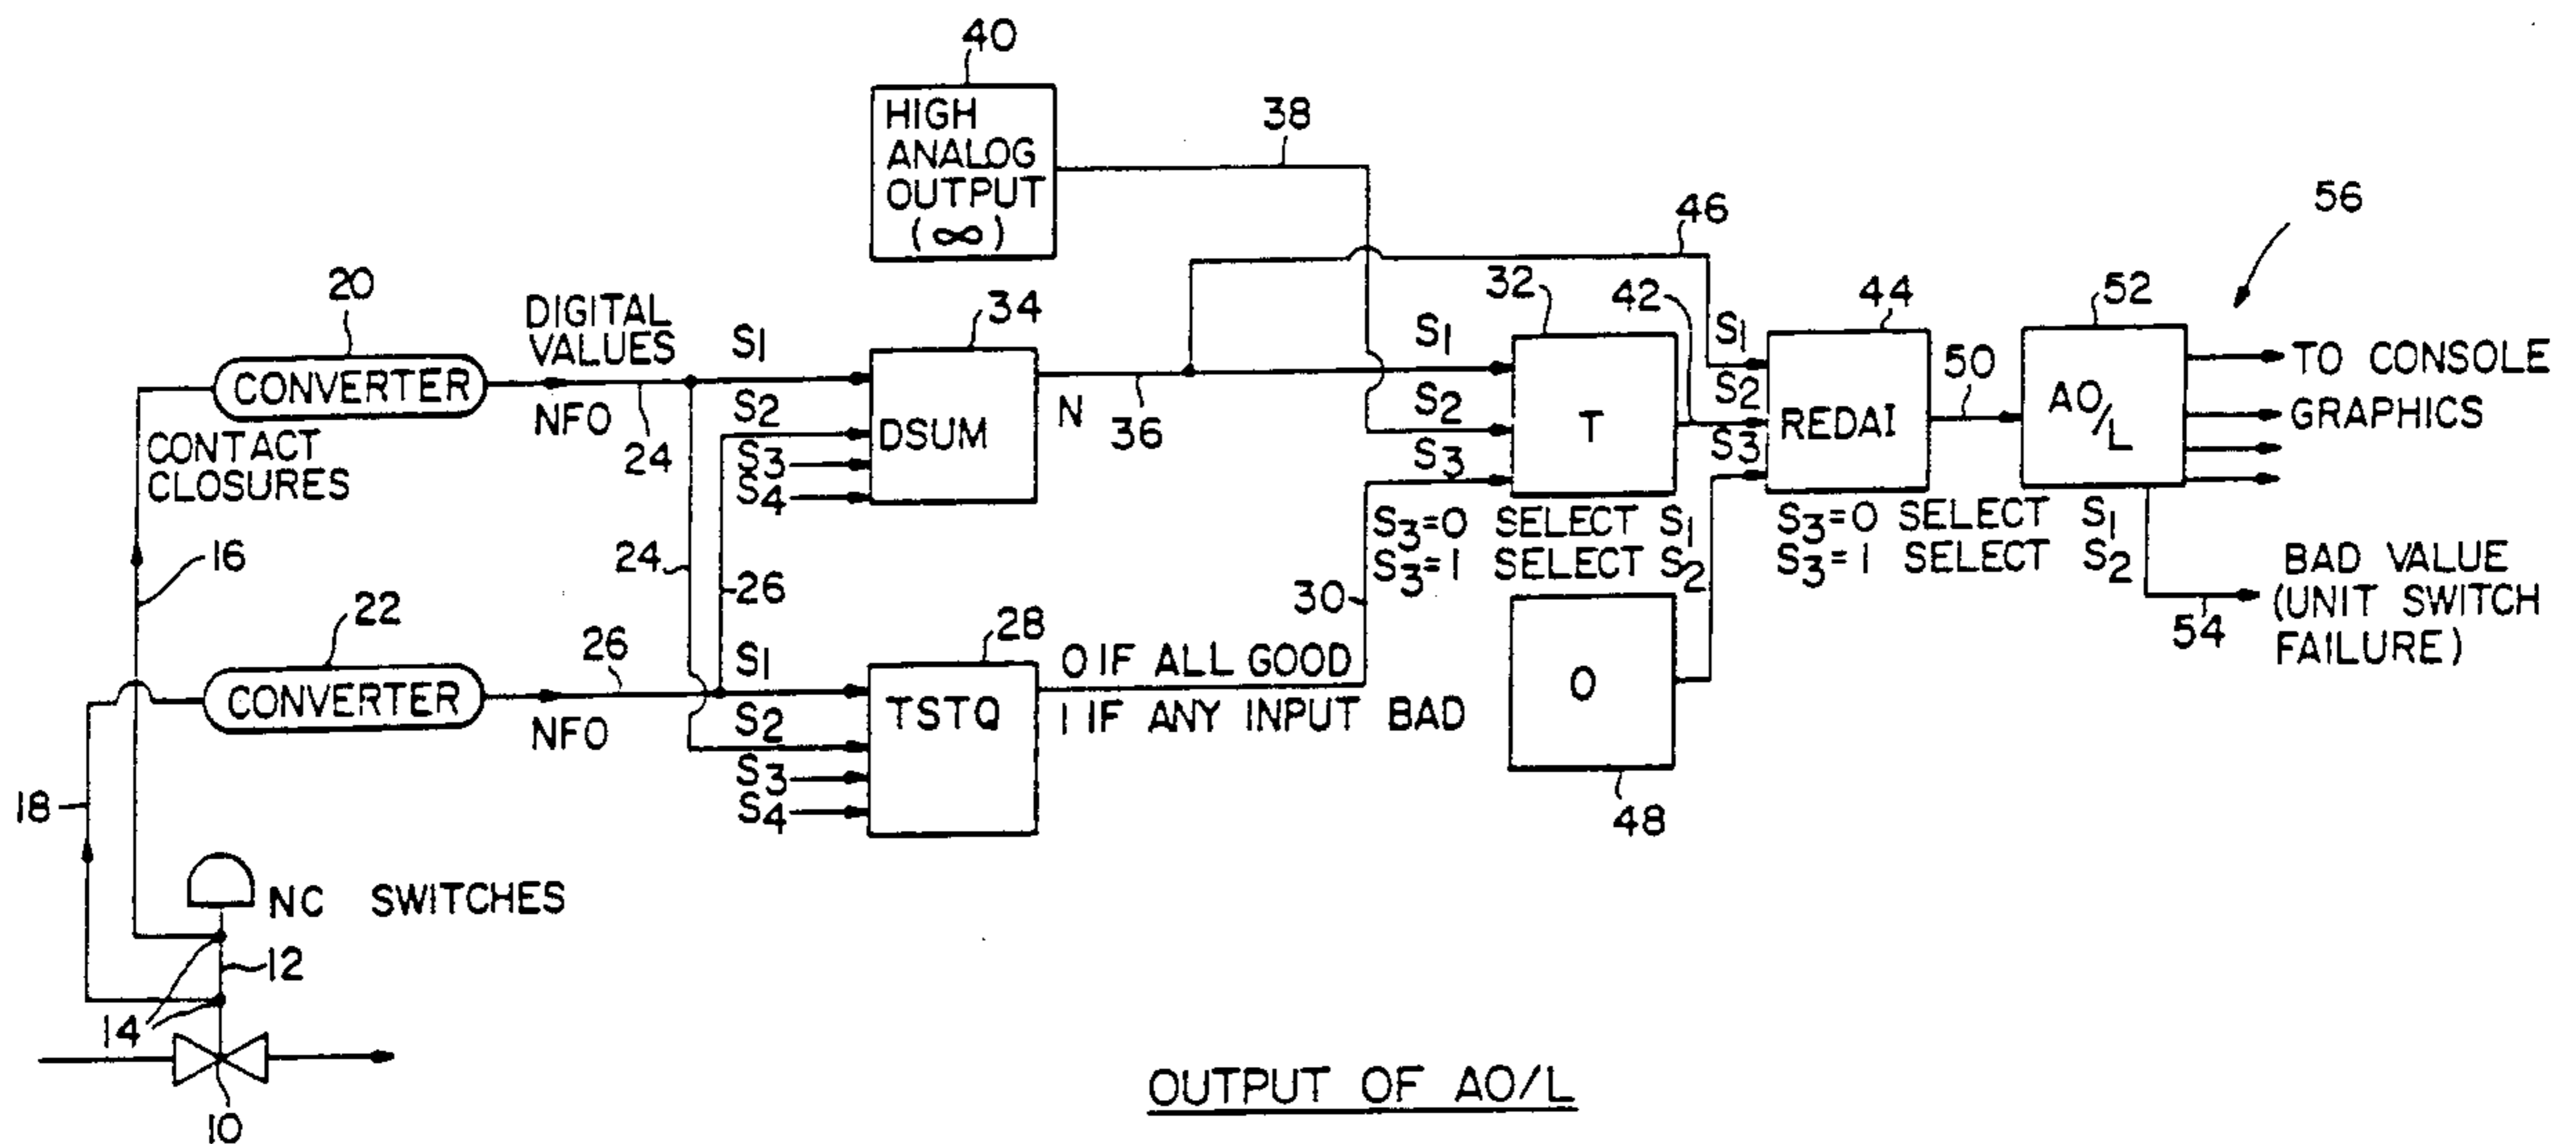 40
HIGH
ANALOG
OUTPUT
(∞)
38
46
56
20
CONVERTER
DIGITAL
VALUES
NFO
24
CONTACT
CLOSURES
S1
S2
S3
S4
34
DSUM
N
36
S1
S2
S3
32
T
42
S1
S2
S3
44
REDAI
50
52
AO/L
TO CONSOLE
GRAPHICS
S3=0 SELECT S1
S3=1 SELECT S2
S3=0 SELECT S1
S3=1 SELECT S2
BAD VALUE
(UNIT SWITCH
FAILURE)
54
16
24
26
30
22
CONVERTER
NFO
26
S1
S2
S3
S4
28
TSTQ
0 IF ALL GOOD
1 IF ANY INPUT BAD
0
48
18
NC SWITCHES
12
14
10
OUTPUT OF AO/L